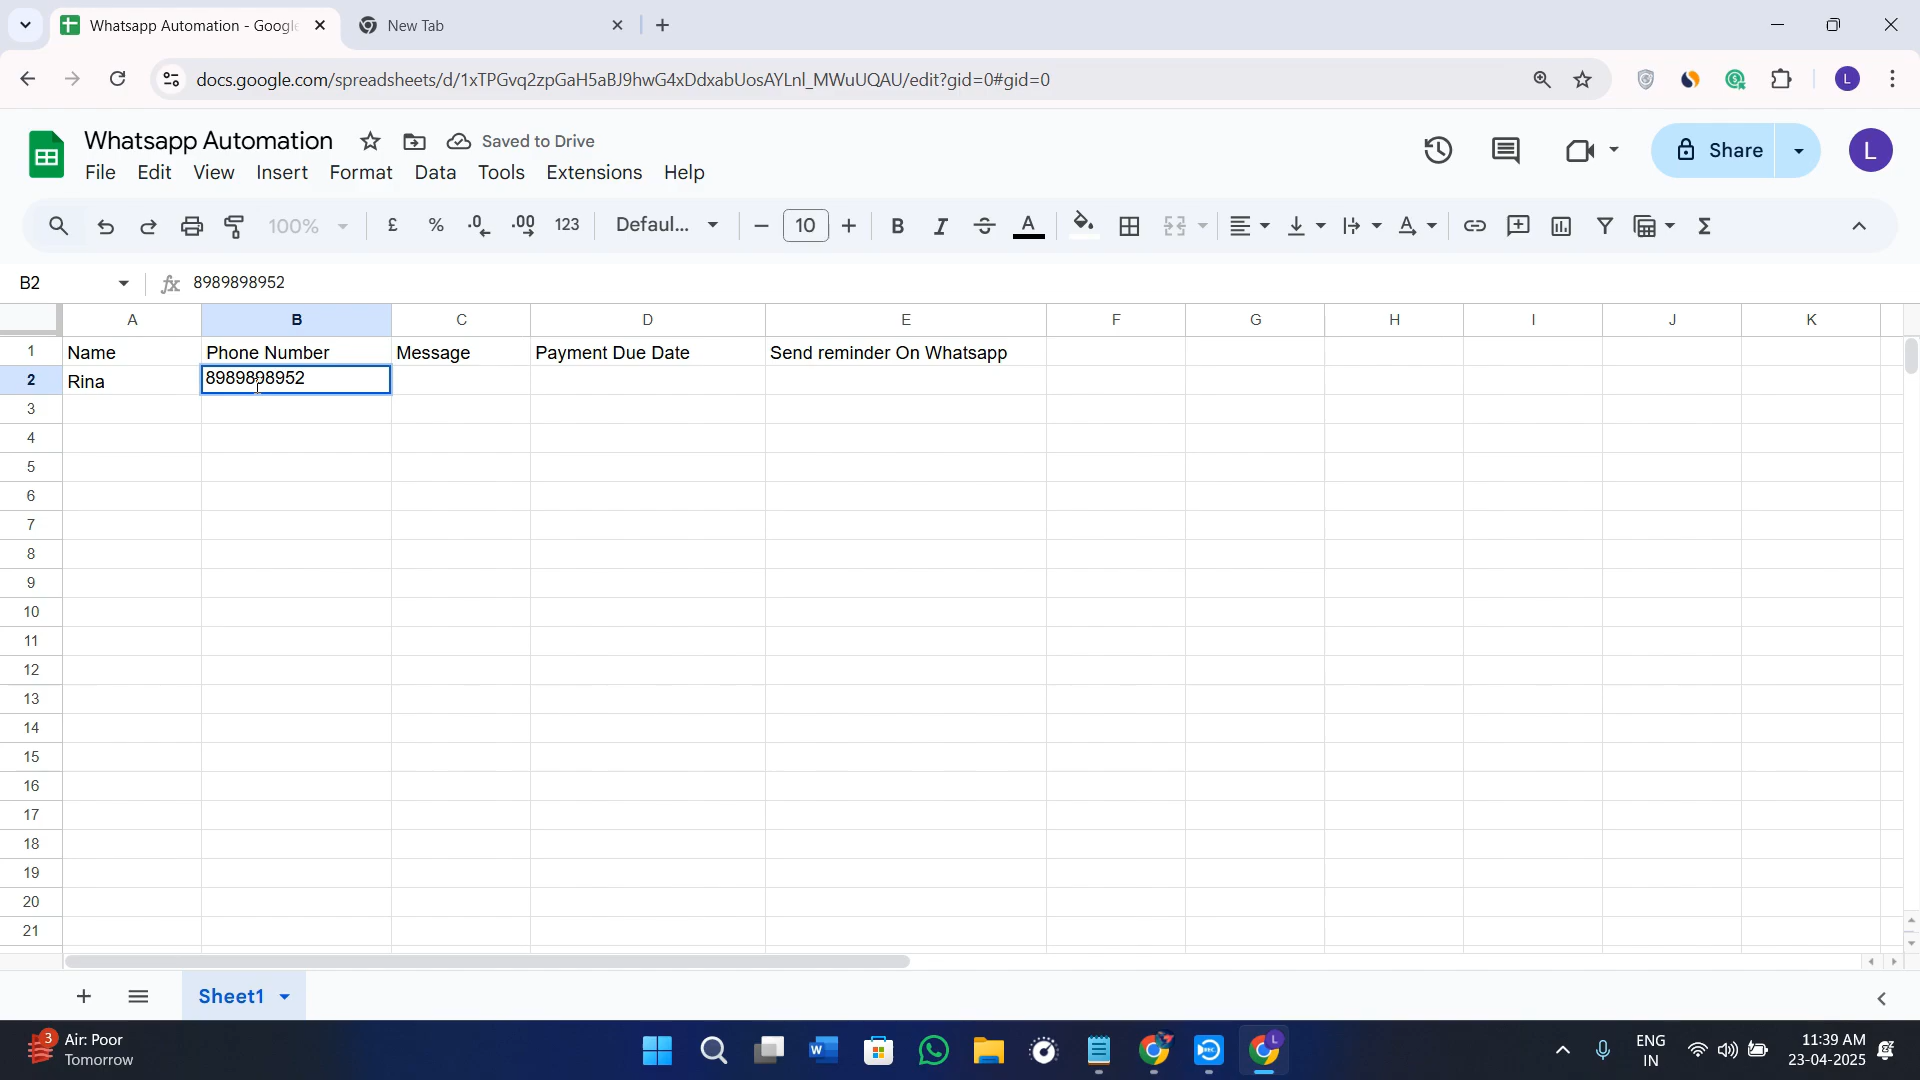 Whatsapp Automation - Google
New Tab
docs.google.com/spreadsheets/d/1xTPGvq2zpGaH5aBJ9hwG4xDdxabUosAYLnl_MWuUQAU/edit?gid=0#gid=0
L
Whatsapp Automation
Saved to Drive
Share
L
File Edit View Insert Format Data Tools Extensions Help
100% £ % .0 .00 123 Defaul... 10 B I S A A Σ
B2 fx 8989898952
A B C D E F G H I J K
1 Name Phone Number Message Payment Due Date Send reminder On Whatsapp
2 Rina 8989898952
3
4
5
6
7
8
9
10
11
12
13
14
15
16
17
18
19
20
21
Sheet1
3 Air: Poor
Tomorrow
W
REC
L
ENG
IN
11:39 AM
23-04-2025